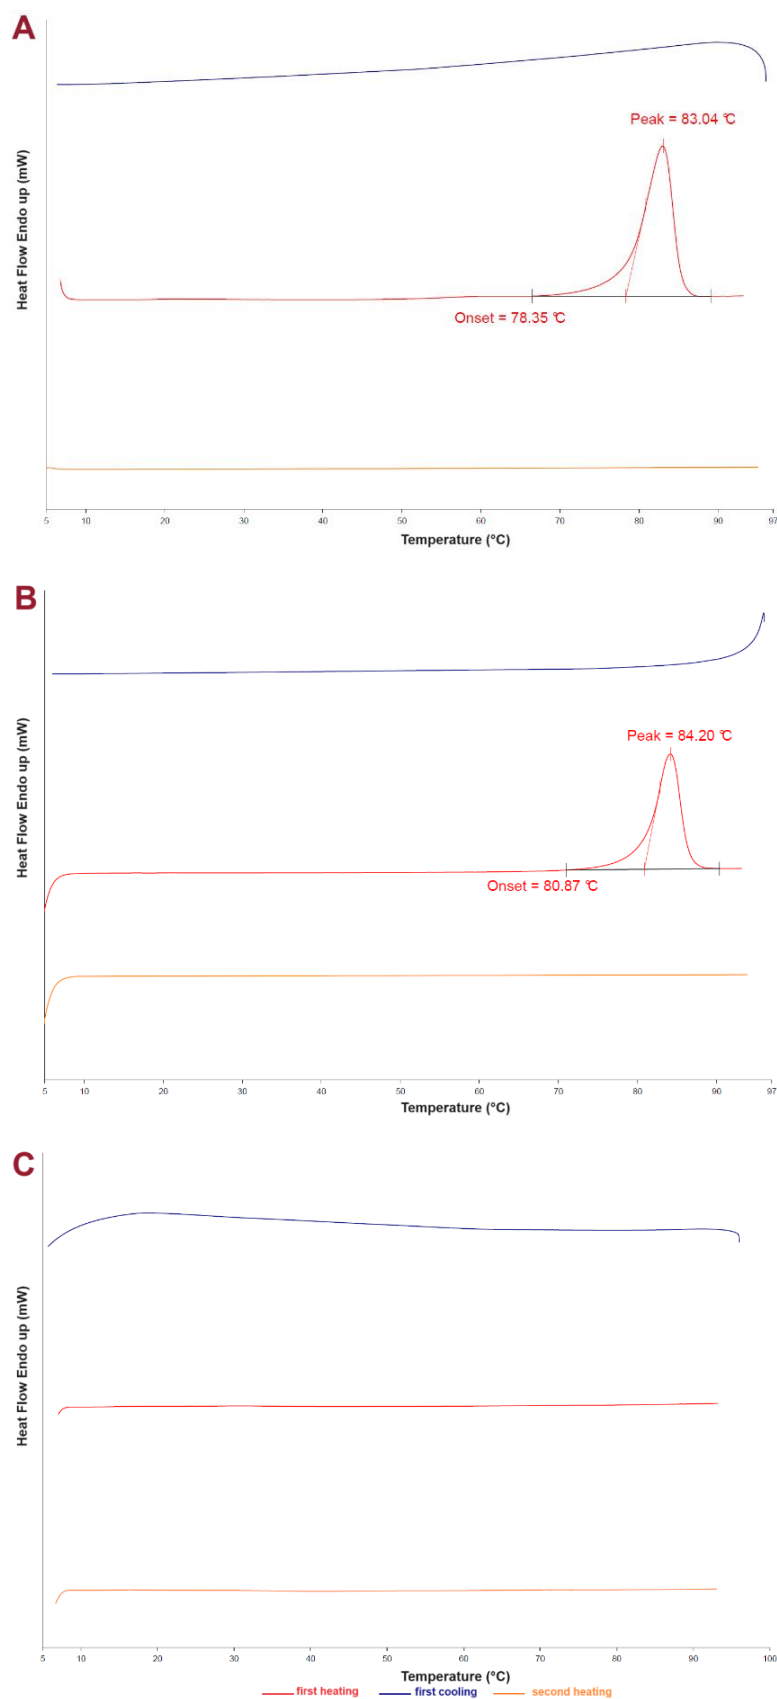 A
Heat Flow Endo up (mW)
Peak = 83.04 °C
Onset = 78.35 °C
5 10 20 30 40 50 60 70 80 90 97
Temperature (°C)
B
Heat Flow Endo up (mW)
Peak = 84.20 °C
Onset = 80.87 °C
5 10 20 30 40 50 60 70 80 90 97
Temperature (°C)
C
Heat Flow Endo up (mW)
5 10 20 30 40 50 60 70 80 90 100
Temperature (°C)
first heating first cooling second heating